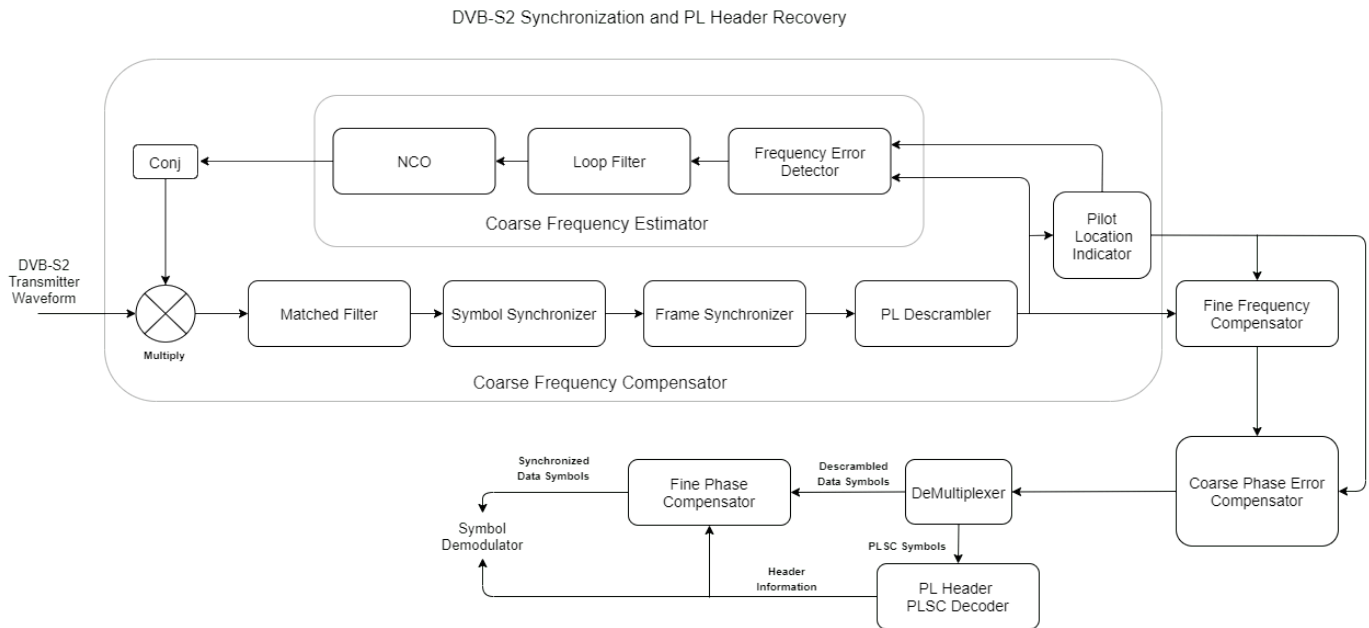 DVB-S2 Synchronization and PL Header Recovery
Conj
NCO
Loop Filter
Frequency Error
Detector
Coarse Frequency Estimator
Pilot
Location
Indicator
DVB-S2
Transmitter
Waveform
Multiply
Matched Filter
Symbol Synchronizer
Frame Synchronizer
PL Descrambler
Fine Frequency
Compensator
Coarse Frequency Compensator
Coarse Phase Error
Compensator
DeMultiplexer
Descrambled
Data Symbols
Fine Phase
Compensator
Synchronized
Data Symbols
Symbol
Demodulator
PLSC Symbols
PL Header
PLSC Decoder
Header
Information